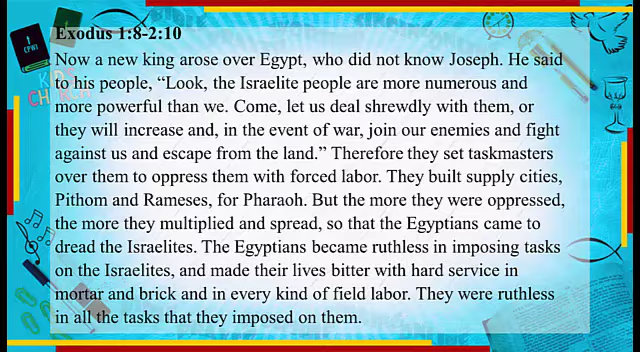 Exodus 1:8-2:10
Now a new king arose over Egypt, who did not know Joseph. He said
to his people, “Look, the Israelite people are more numerous and
more powerful than we. Come, let us deal shrewdly with them, or
they will increase and, in the event of war, join our enemies and fight
against us and escape from the land.” Therefore they set taskmasters
over them to oppress them with forced labor. They built supply cities,
Pithom and Rameses, for Pharaoh. But the more they were oppressed,
the more they multiplied and spread, so that the Egyptians came to
dread the Israelites. The Egyptians became ruthless in imposing tasks
on the Israelites, and made their lives bitter with hard service in
mortar and brick and in every kind of field labor. They were ruthless
in all the tasks that they imposed on them.